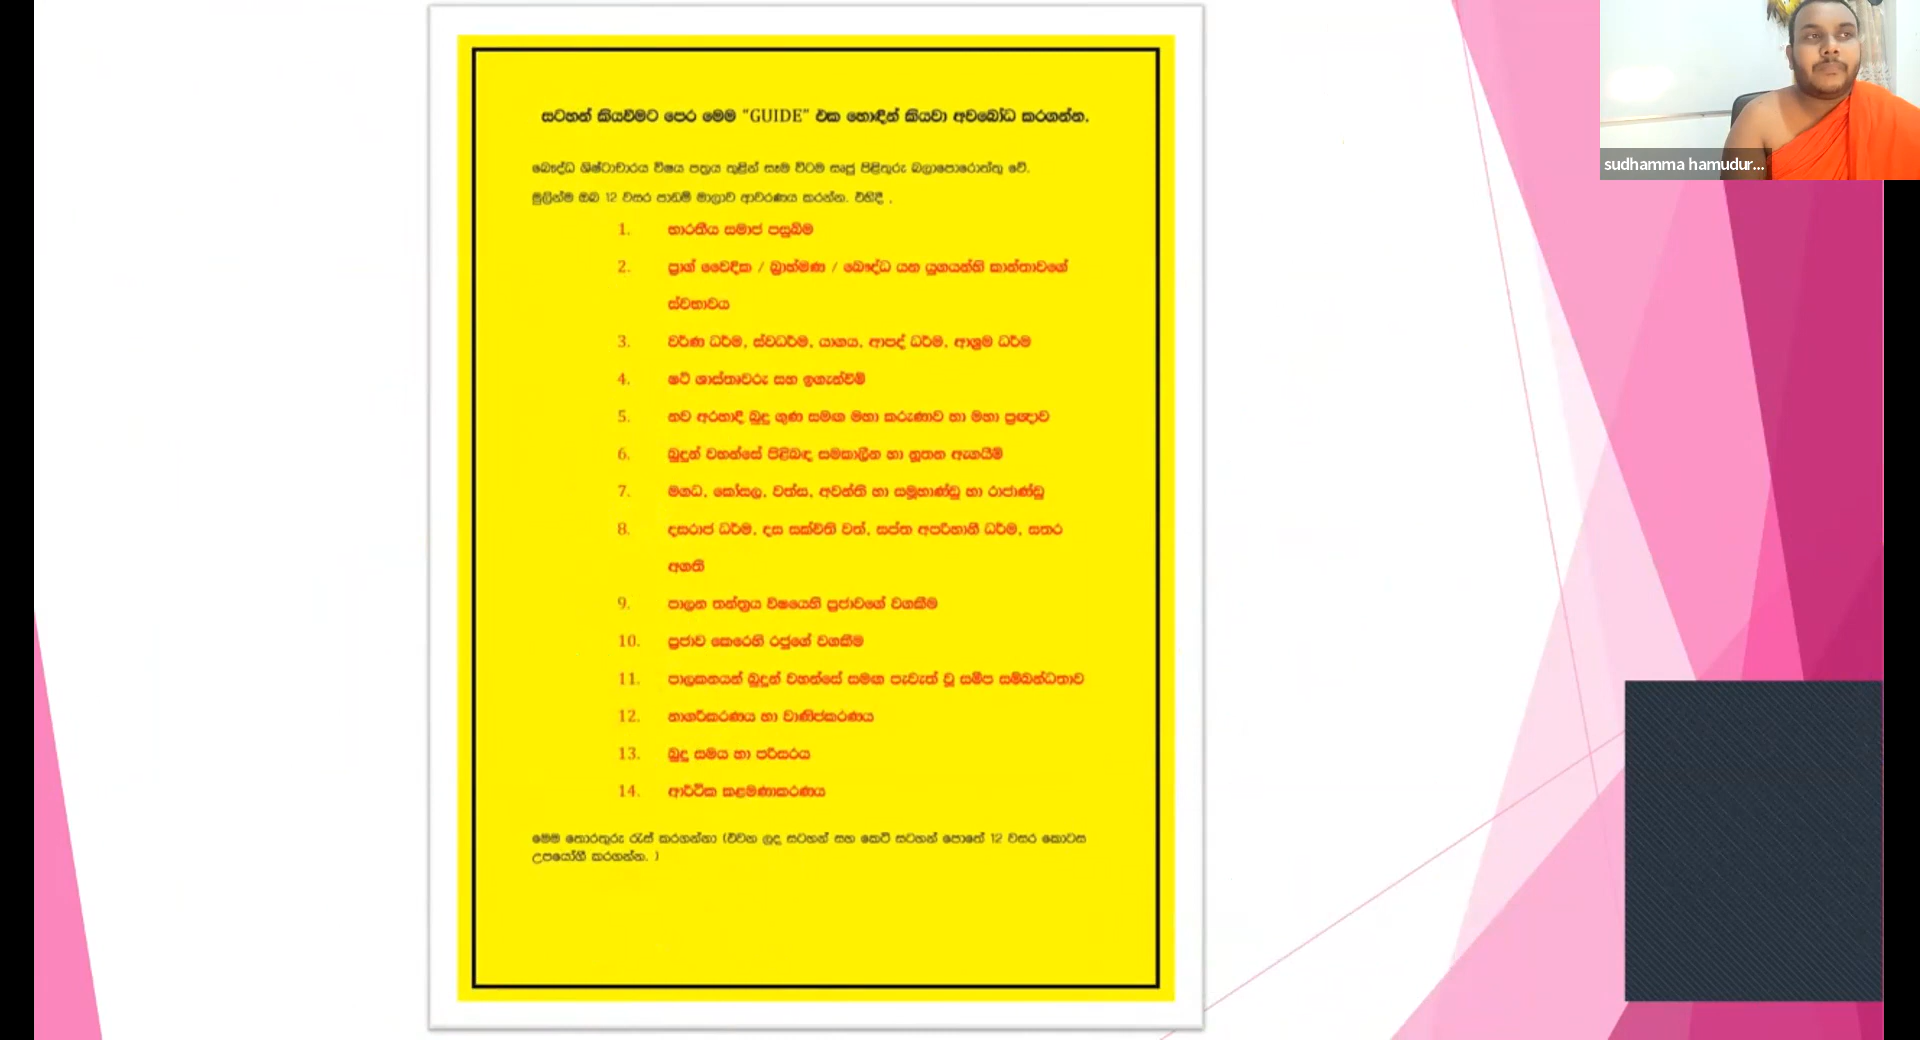 සටහන් කියවීමට පෙර මෙම "GUIDE" එක හොඳින් කියවා අවබෝධ කරගන්න.
බෞද්ධ ශිෂ්ටාචාරය විෂය පත්‍රය තුළින් සෑම විටම සෘජු පිළිතුරු බලාපොරොත්තු වේ.
මුලින්ම ඔබ 12 වසර පාඩම් මාලාව ආවරණය කරන්න. එහිදී ,
1. භාරතීය සමාජ පසුබිම
2. ප්‍රාග් වෛදික / බ්‍රාහ්මණ / බෞද්ධ යන යුගයන්හි කාන්තාවගේ
ස්වභාවය
3. වර්ණ ධර්ම, ස්වධර්ම, යාගය, ආපද් ධර්ම, ආශ්‍රම ධර්ම
4. ෂට් ශාස්තෘවරු සහ ඉගැන්වීම්
5. නව අරහාදී බුදු ගුණ සමඟ මහා කරුණාව හා මහා ප්‍රඥාව
6. බුදුන් වහන්සේ පිළිබඳ සමකාලීන හා නූතන ඇගයීම්
7. මගධ, කෝසල, වත්ස, අවන්ති හා සමූහාණ්ඩු හා රාජාණ්ඩු
8. දසරාජ ධර්ම, දස සක්විති වත්, සප්ත අපරිහානී ධර්ම, සතර
අගති
9. පාලන තන්ත්‍රය විෂයෙහි ප්‍රජාවගේ වගකීම
10. ප්‍රජාව කෙරෙහි රජුගේ වගකීම
11. පාලකනයන් බුදුන් වහන්සේ සමඟ පැවැත් වූ සමීප සම්බන්ධතාව
12. නාගරීකරණය හා වාණිජකරණය
13. බුදු සමය හා පරිසරය
14. ආර්ථික කළමණාකරණය
මෙම තොරතුරු රැස් කරගන්නා (එවන ලද සටහන් සහ කෙටි සටහන් පොතේ 12 වසර කොටස
උපයෝගී කරගන්න. )
sudhamma hamudur...